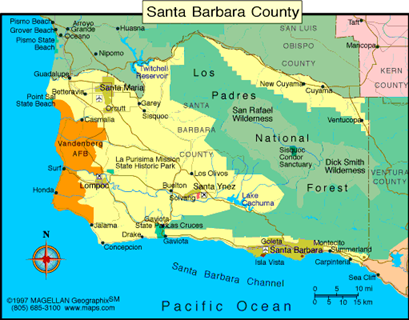 Santa Barbara County
Pismo Beach
Pismo State
Beach
Grover
Arroyo
Grande
Oceano
Huasna
Nipomo
SAN LUIS
OBISPO
COUNTY
Taft
Maricopa
KERN
COUNTY
Guadalupe
Twitchell
Reservoir
Betteravia
Santa Maria
Los
Padres
National
Forest
New Cuyama
Cuyama
Point Sal
State Beach
Orcutt
Garey
Sisquoc
SANTA
BARBARA
COUNTY
San Rafael
Wilderness
Ventucopa
Casmalia
Vandenberg
AFB
Sisquoc
Condor
Sanctuary
Dick Smith
Wilderness
VENTURA
COUNTY
La Purisima Mission
State Historic Park
Surf
Lompoc
Los Olivos
Buellton
Santa Ynez
Solvang
Lake
Cachuma
Honda
Jalama
Gaviota
State Park
Las Cruces
Drake
Gaviota
Concepcion
Goleta
Isla Vista
Santa Barbara
Montecito
Summerland
Carpinteria
Sea Cliff
N
Santa Barbara Channel
Pacific Ocean
0 5 10 mi
0 5 10 15 km
©1997 MAGELLAN GeographixSM
(805) 685-3100 www.maps.com